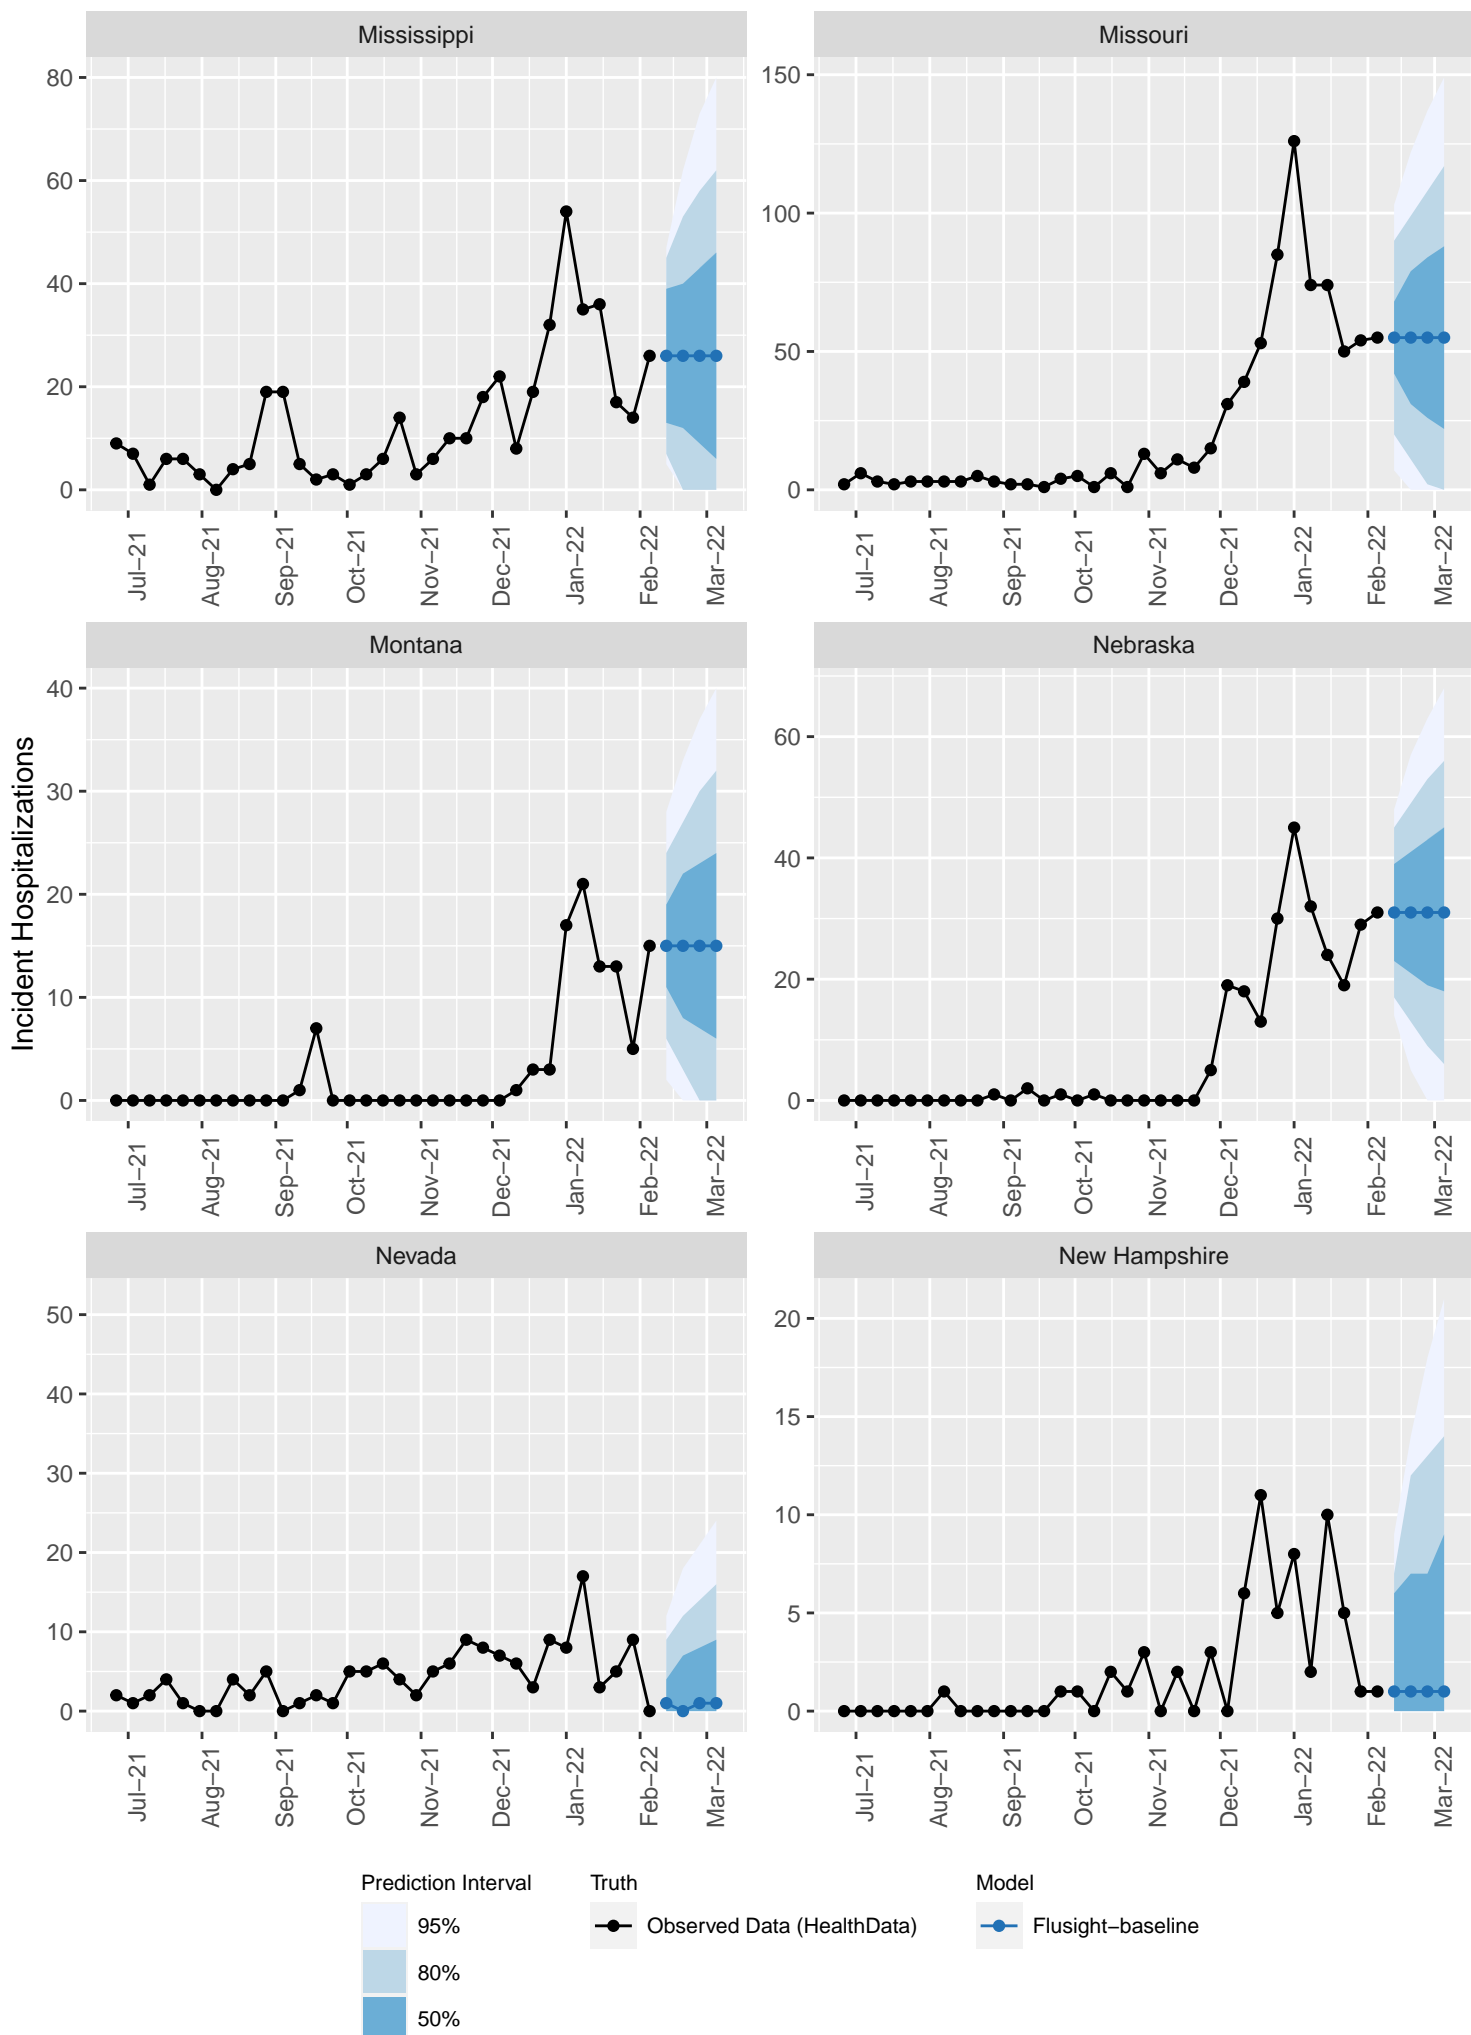 Mississippi
Missouri
80
60
40
20
0
150
100
50
0
Jul−21
Aug−21
Sep−21
Oct−21
Nov−21
Dec−21
Jan−22
Feb−22
Mar−22
Jul−21
Aug−21
Sep−21
Oct−21
Nov−21
Dec−21
Jan−22
Feb−22
Mar−22
Incident Hospitalizations
Montana
Nebraska
40
30
20
10
0
60
40
20
0
Jul−21
Aug−21
Sep−21
Oct−21
Nov−21
Dec−21
Jan−22
Feb−22
Mar−22
Jul−21
Aug−21
Sep−21
Oct−21
Nov−21
Dec−21
Jan−22
Feb−22
Mar−22
Nevada
New Hampshire
50
40
30
20
10
0
20
15
10
5
0
Jul−21
Aug−21
Sep−21
Oct−21
Nov−21
Dec−21
Jan−22
Feb−22
Mar−22
Jul−21
Aug−21
Sep−21
Oct−21
Nov−21
Dec−21
Jan−22
Feb−22
Mar−22
Prediction Interval
95%
80%
50%
Truth
Observed Data (HealthData)
Model
Flusight−baseline